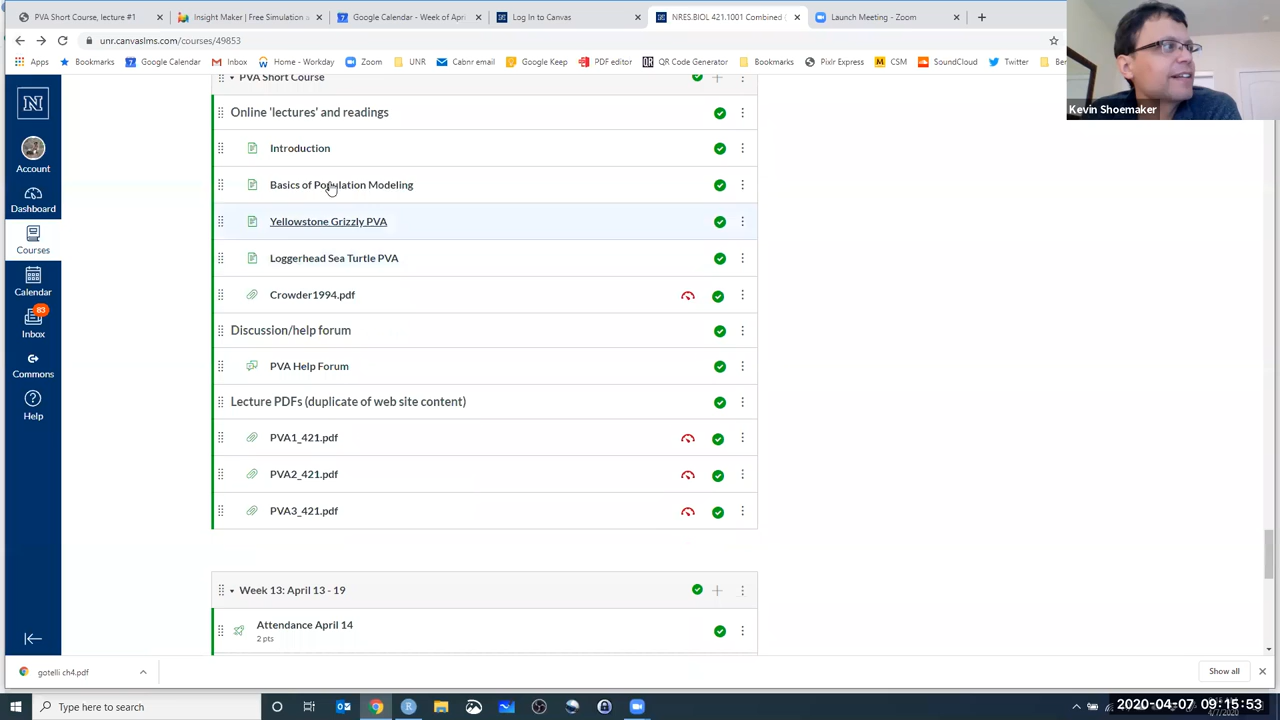 PVA Short Course, lecture #1
Insight Maker | Free Simulation a
Google Calendar - Week of April
Log In to Canvas
NRES.BIOL 421.1001 Combined (
Launch Meeting - Zoom
unr.canvaslms.com/courses/49853
Apps
Bookmarks
Google Calendar
Inbox
Home - Workday
Zoom
UNR
Cabnr email
Google Keep
PDF editor
QR Code Generator
Bookmarks
Pixlr Express
CSM
SoundCloud
Twitter
Ber
Kevin Shoemaker
PVA Short Course
Online 'lectures' and readings
Introduction
Basics of Population Modeling
Yellowstone Grizzly PVA
Loggerhead Sea Turtle PVA
Crowder1994.pdf
Discussion/help forum
PVA Help Forum
Lecture PDFs (duplicate of web site content)
PVA1_421.pdf
PVA2_421.pdf
PVA3_421.pdf
Week 13: April 13 - 19
Attendance April 14
2 pts
N
Account
Dashboard
Courses
Calendar
83
Inbox
Commons
Help
gotelli ch4.pdf
Show all
Type here to search
2020-04-07 09:15:53